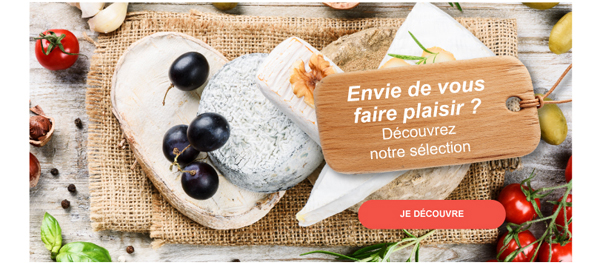 Envie de vous
faire plaisir ?
Découvrez
notre sélection
JE DÉCOUVRE